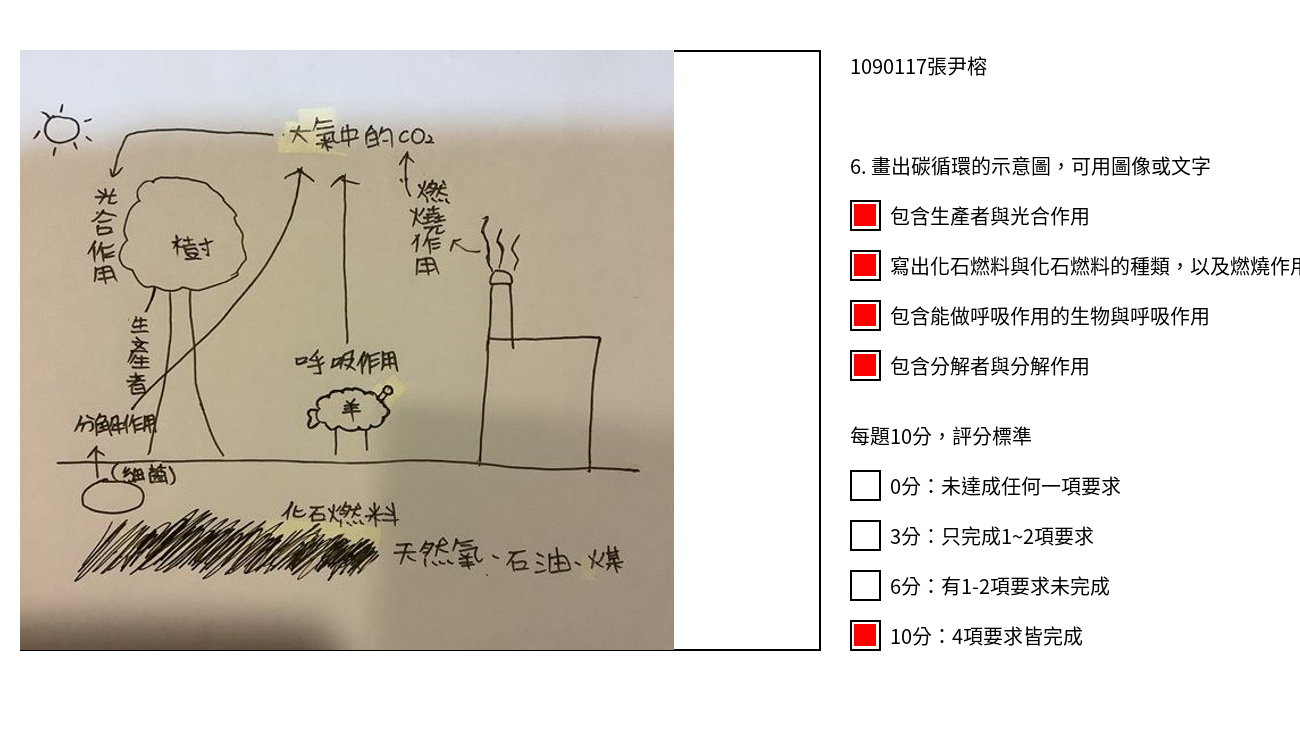 大氣中的CO₂
光合作用
樹
燃燒作用
生產者
呼吸作用
羊
分解作用
(細菌)
化石燃料
天然氣、石油、煤
1090117張尹榕
6. 畫出碳循環的示意圖，可用圖像或文字
包含生產者與光合作用
寫出化石燃料與化石燃料的種類，以及燃燒作用
包含能做呼吸作用的生物與呼吸作用
包含分解者與分解作用
每題10分，評分標準
0分：未達成任何一項要求
3分：只完成1~2項要求
6分：有1-2項要求未完成
10分：4項要求皆完成